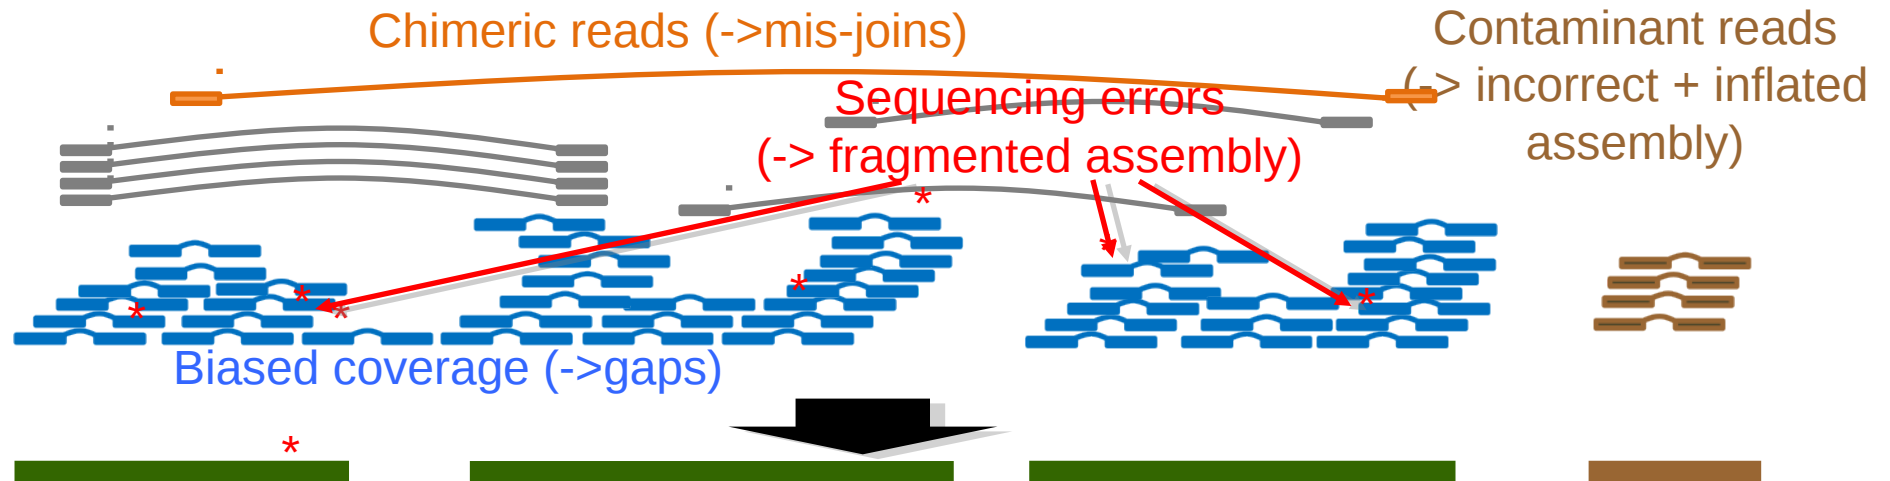 Chimeric reads (->mis-joins)
Contaminant reads
(-> incorrect + inflated
assembly)
Sequencing errors
(-> fragmented assembly)
*
*
*
*
*
*
*
Biased coverage (->gaps)
*